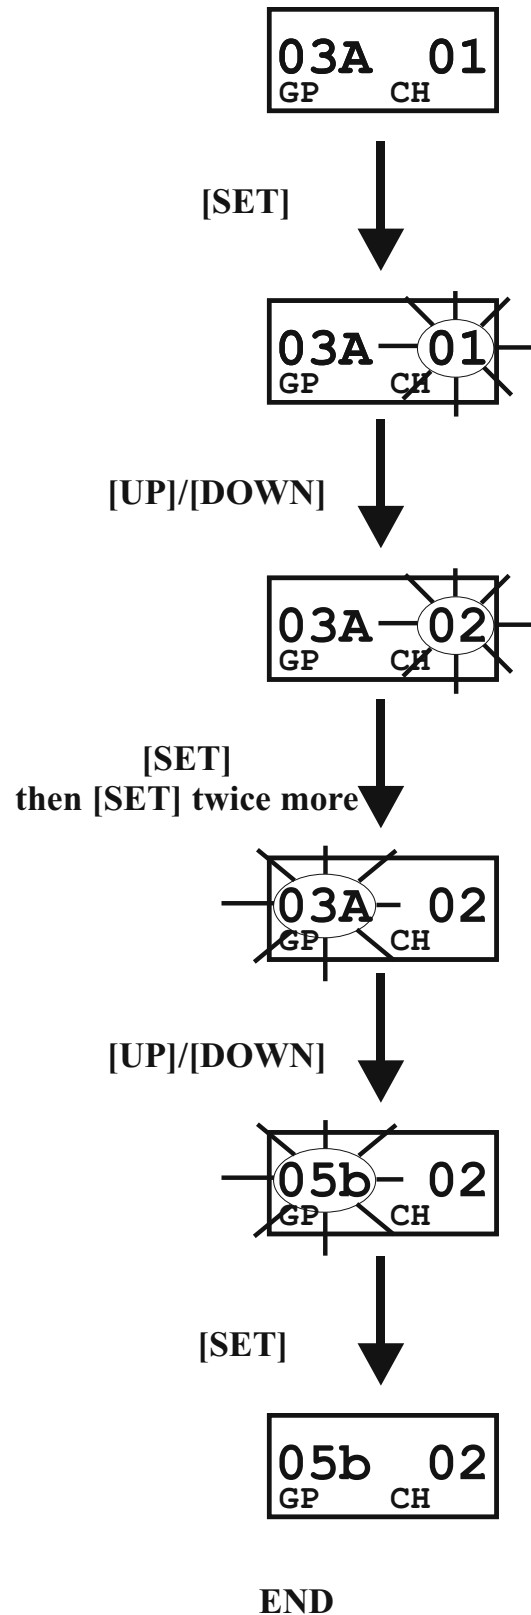 03A 01
GP CH
[SET]
03A 01
GP CH
[UP]/[DOWN]
03A 02
GP CH
[SET]
then [SET] twice more
03A 02
GP CH
[UP]/[DOWN]
05b 02
GP CH
[SET]
05b 02
GP CH
END